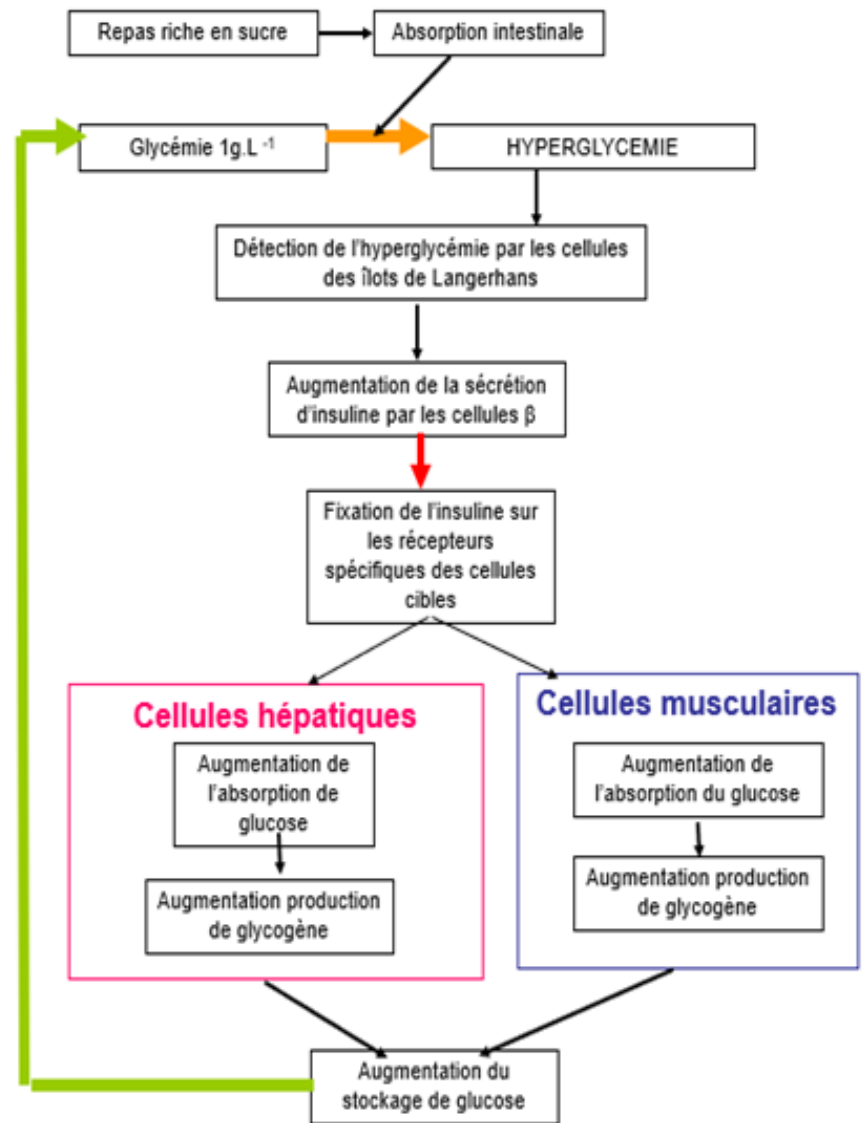 Repas riche en sucre
Absorption intestinale
Glycémie 1g.L -1
HYPERGLYCEMIE
Détection de l'hyperglycémie par les cellules
des îlots de Langerhans
Augmentation de la sécrétion
d'insuline par les cellules β
Fixation de l'insuline sur
les récepteurs
spécifiques des cellules
cibles
Cellules hépatiques
Augmentation de
l'absorption de
glucose
Augmentation production
de glycogène
Cellules musculaires
Augmentation de
l'absorption du glucose
Augmentation production
de glycogène
Augmentation du
stockage de glucose